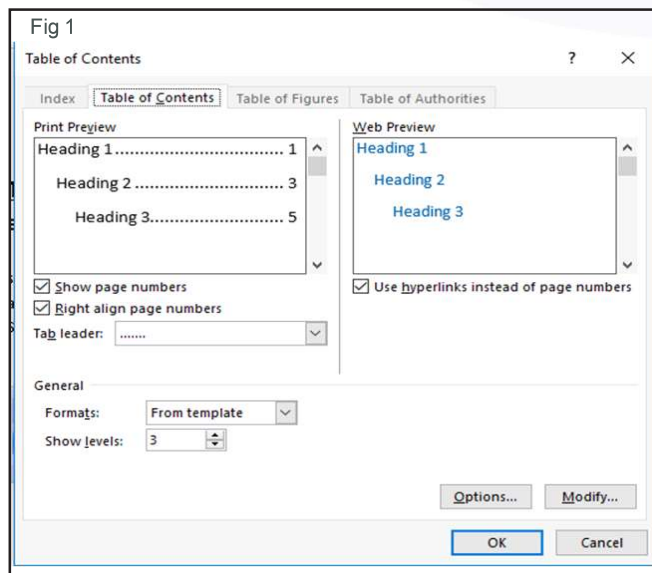 Fig 1
Table of Contents ?
Index Table of Contents Table of Figures Table of Authorities
Print Preview
Heading 1.................................. 1
Heading 2 .............................. 3
Heading 3........................... 5
Show page numbers
Right align page numbers
Tab leader: .......
Web Preview
Heading 1
Heading 2
Heading 3
Use hyperlinks instead of page numbers
General
Formats: From template
Show levels: 3
Options... Modify...
OK Cancel